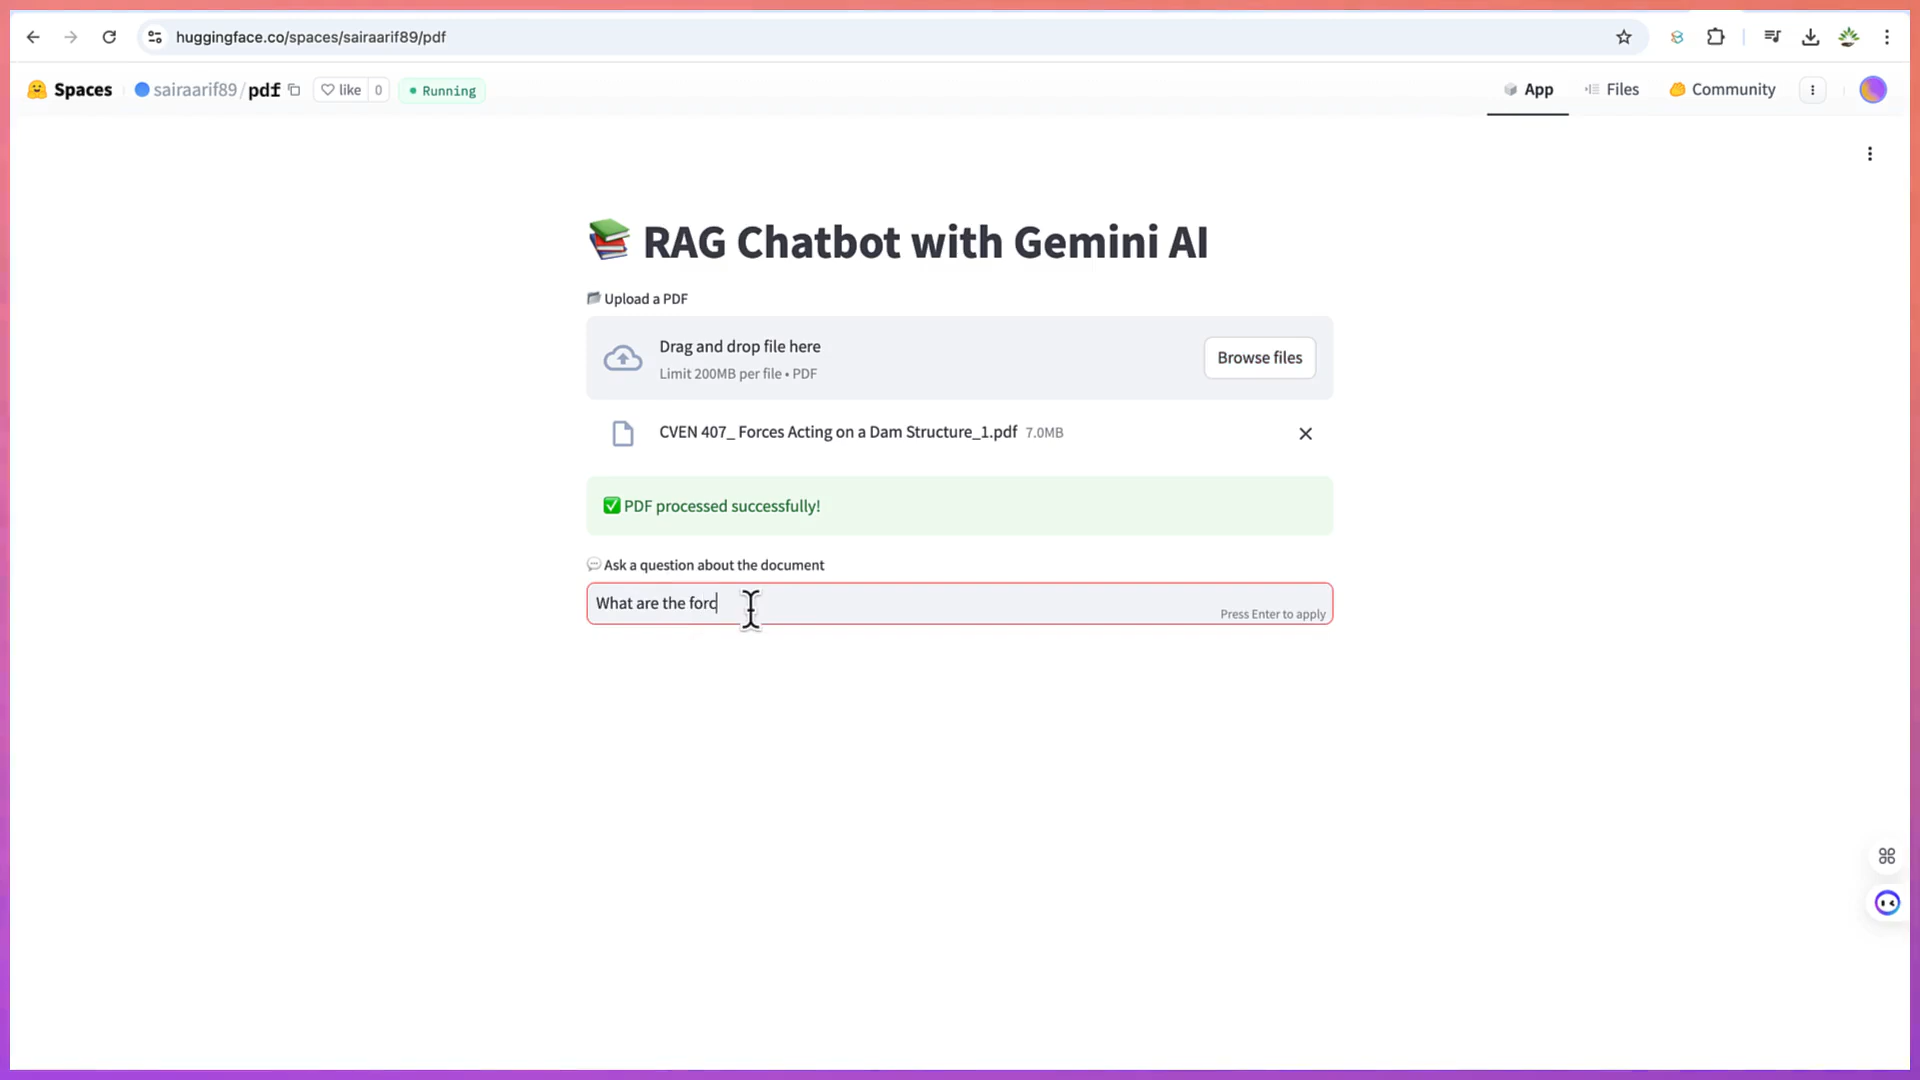 huggingface.co/spaces/sairaarif89/pdf
Spaces sairaarif89/pdf like 0 Running App Files Community
RAG Chatbot with Gemini AI
Upload a PDF
Drag and drop file here
Limit 200MB per file • PDF
Browse files
CVEN 407_ Forces Acting on a Dam Structure_1.pdf 7.0MB
PDF processed successfully!
Ask a question about the document
What are the forc
Press Enter to apply